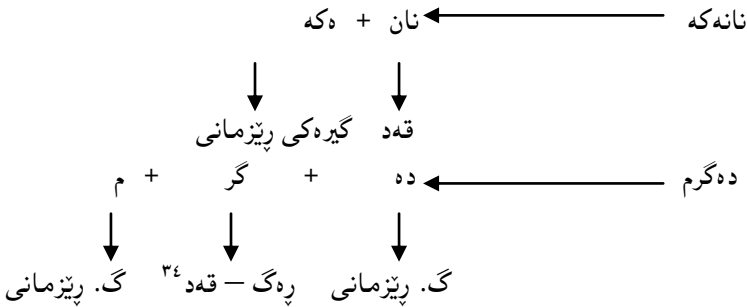 نانەکە نان + ەکە
قەد گیرەکی ڕێزمانی
دەگرم دە + گر + م
گ. ڕێزمانی ڕەگ – قەد٣٤ گ. ڕێزمانی